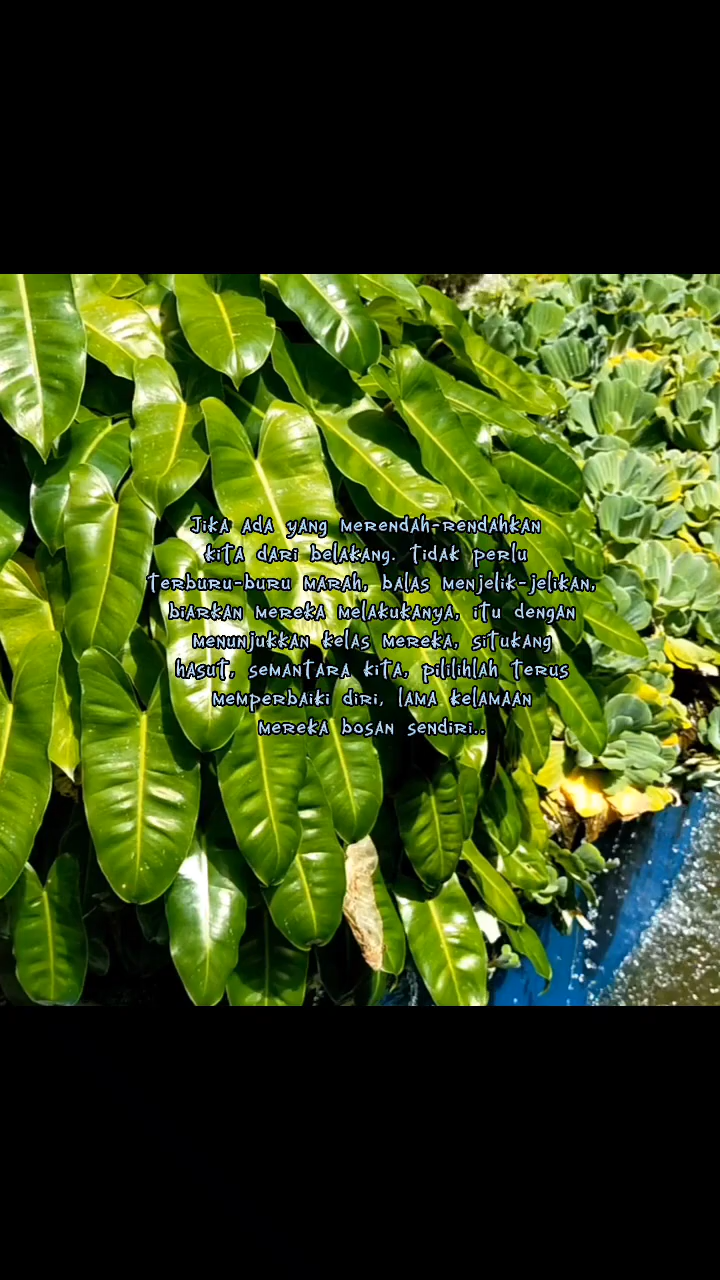 Jika ada yang merendah-rendahkan
kita dari belakang. tidak perlu
terburu-buru marah, balas menjelik-jelikan,
biarkan mereka melakukanya, itu dengan
menunjukkan kelas mereka, situkang
hasut, semantara kita, pililihlah terus
memperbaiki diri, lama kelamaan
mereka bosan sendiri..